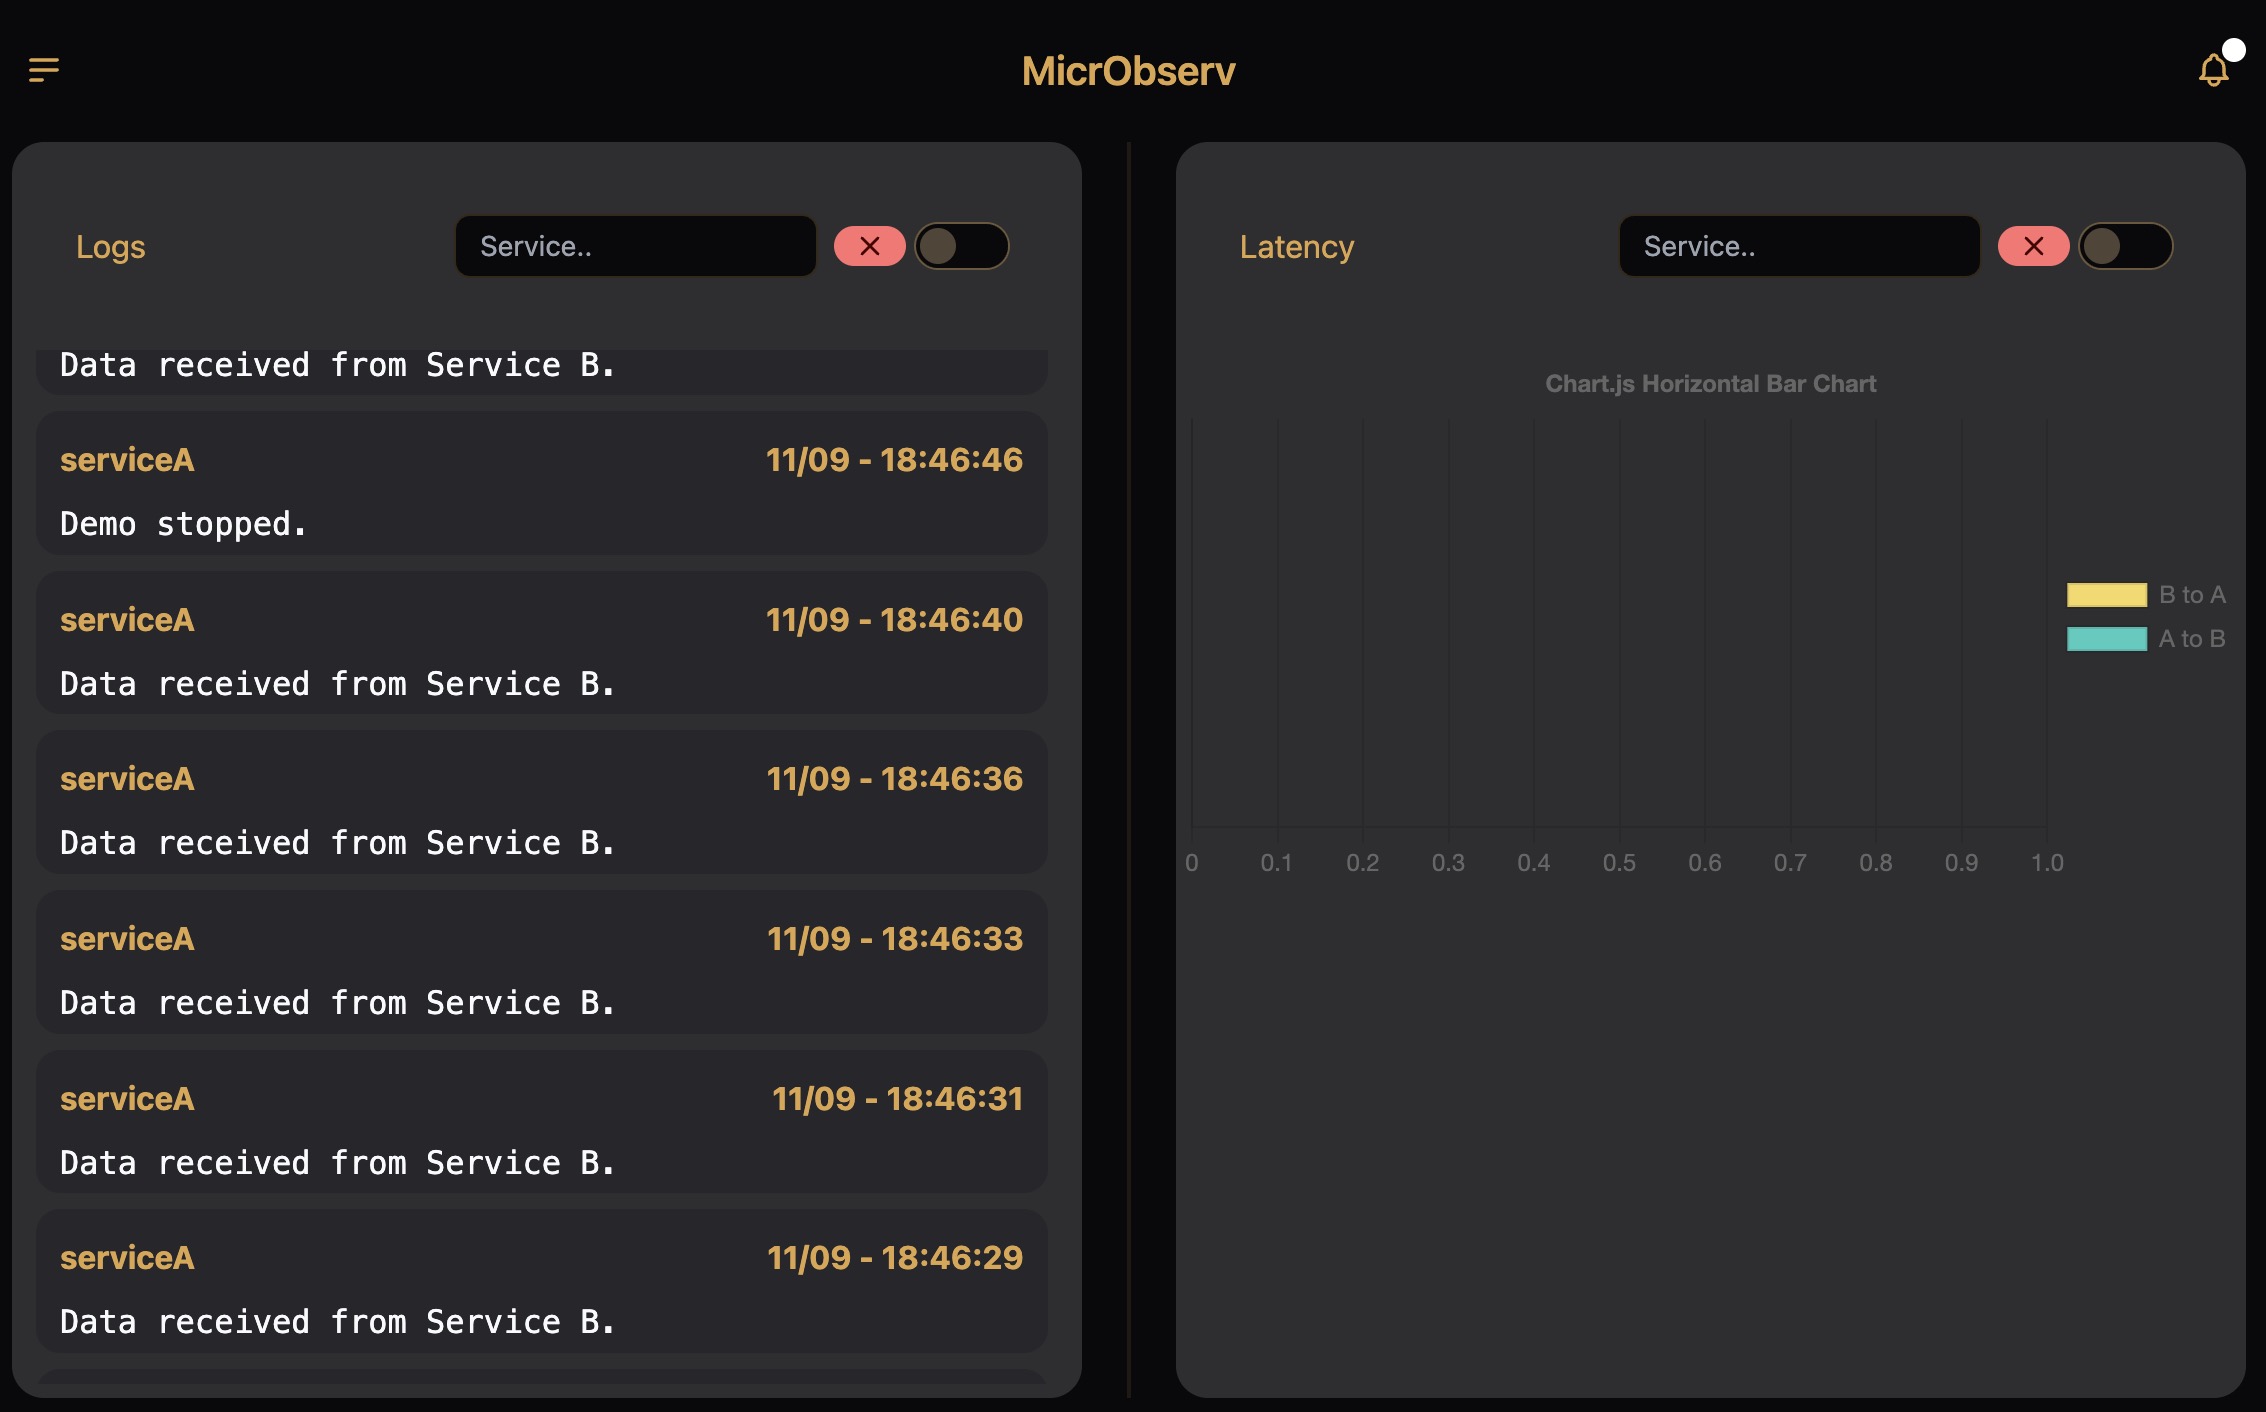 MicrObserv
Logs
Service..
Data received from Service B.
serviceA 11/09 - 18:46:46
Demo stopped.
serviceA 11/09 - 18:46:40
Data received from Service B.
serviceA 11/09 - 18:46:36
Data received from Service B.
serviceA 11/09 - 18:46:33
Data received from Service B.
serviceA 11/09 - 18:46:31
Data received from Service B.
serviceA 11/09 - 18:46:29
Data received from Service B.
Latency
Service..
Chart.js Horizontal Bar Chart
B to A
A to B
0 0.1 0.2 0.3 0.4 0.5 0.6 0.7 0.8 0.9 1.0